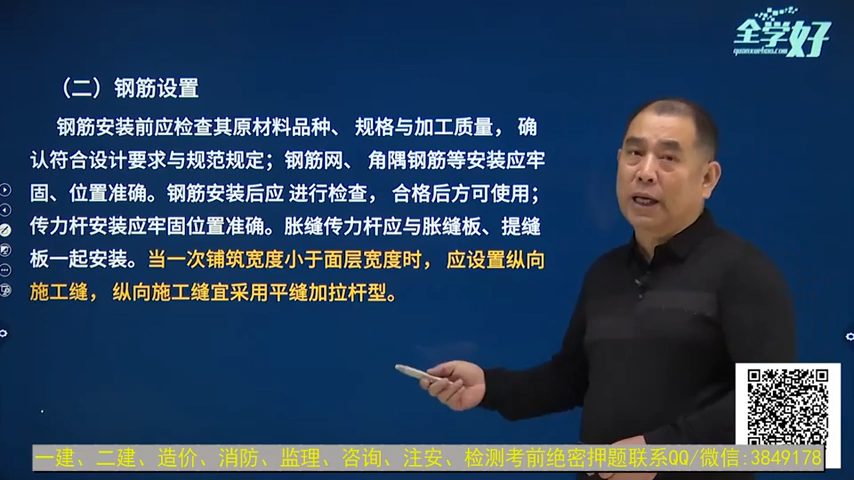 全学好
quanxuehao.com
（二）钢筋设置
钢筋安装前应检查其原材料品种、 规格与加工质量， 确
认符合设计要求与规范规定；钢筋网、 角隅钢筋等安装应牢
固、位置准确。钢筋安装后应 进行检查， 合格后方可使用；
传力杆安装应牢固位置准确。胀缝传力杆应与胀缝板、提缝
板一起安装。当一次铺筑宽度小于面层宽度时， 应设置纵向
施工缝， 纵向施工缝宜采用平缝加拉杆型。
一建、二建、造价、消防、监理、咨询、注安、检测考前绝密押题联系QQ/微信:3849178